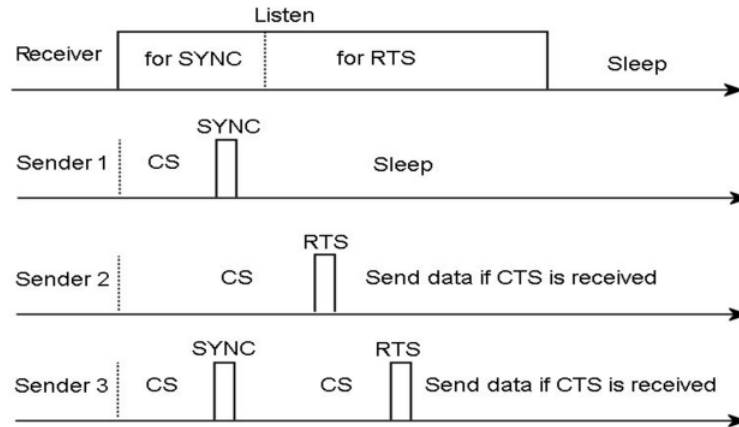 Listen
Receiver for SYNC for RTS Sleep
SYNC
Sender 1 CS Sleep
RTS
Sender 2 CS Send data if CTS is received
SYNC RTS
Sender 3 CS CS Send data if CTS is received